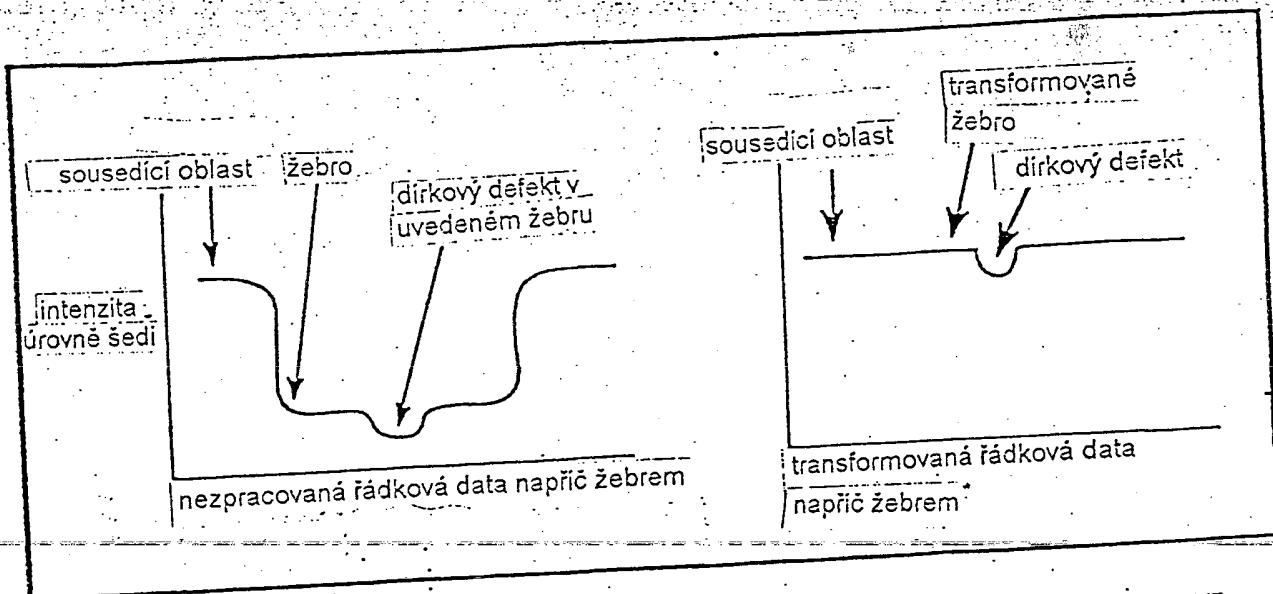 sousedící oblast
žebro
dírkový defekt v
uvedeném žebru
intenzita
úrovně šedi
nezpracovaná řádková data napříč žebrem
transformované
žebro
sousedící oblast
dírkový defekt
transformovaná řádková data
napříč žebrem